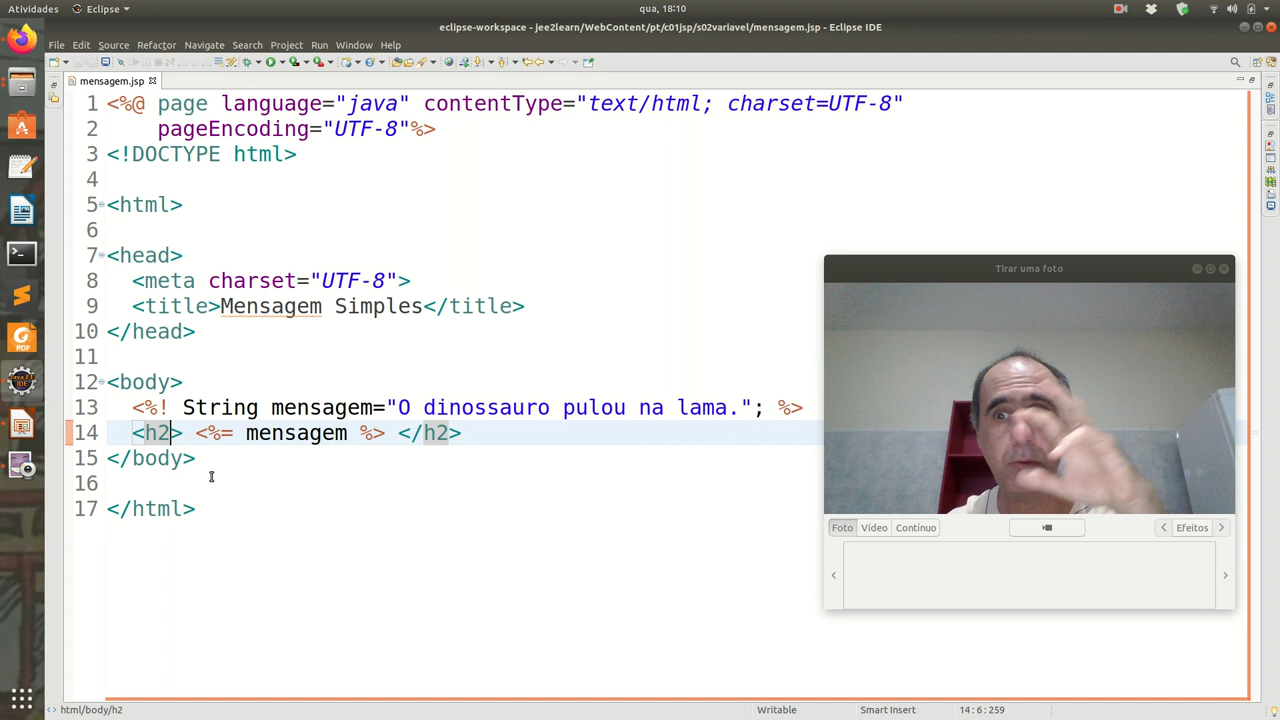 Atividades Eclipse qua, 18:10
eclipse-workspace - jee2learn/WebContent/pt/c01jsp/s02variavel/mensagem.jsp - Eclipse IDE
File Edit Source Refactor Navigate Search Project Run Window Help
mensagem.jsp
1 <%@ page language="java" contentType="text/html; charset=UTF-8"
2 pageEncoding="UTF-8"%>
3 <!DOCTYPE html>
4
5 <html>
6
7 <head>
8 <meta charset="UTF-8">
9 <title>Mensagem Simples</title>
10 </head>
11
12 <body>
13 <%! String mensagem="O dinossauro pulou na lama."; %>
14 <h2> <%= mensagem %> </h2>
15 </body>
16
17 </html>
Tirar uma foto
Foto Vídeo Contínuo Efeitos
html/body/h2 Writable Smart Insert 14:6:259